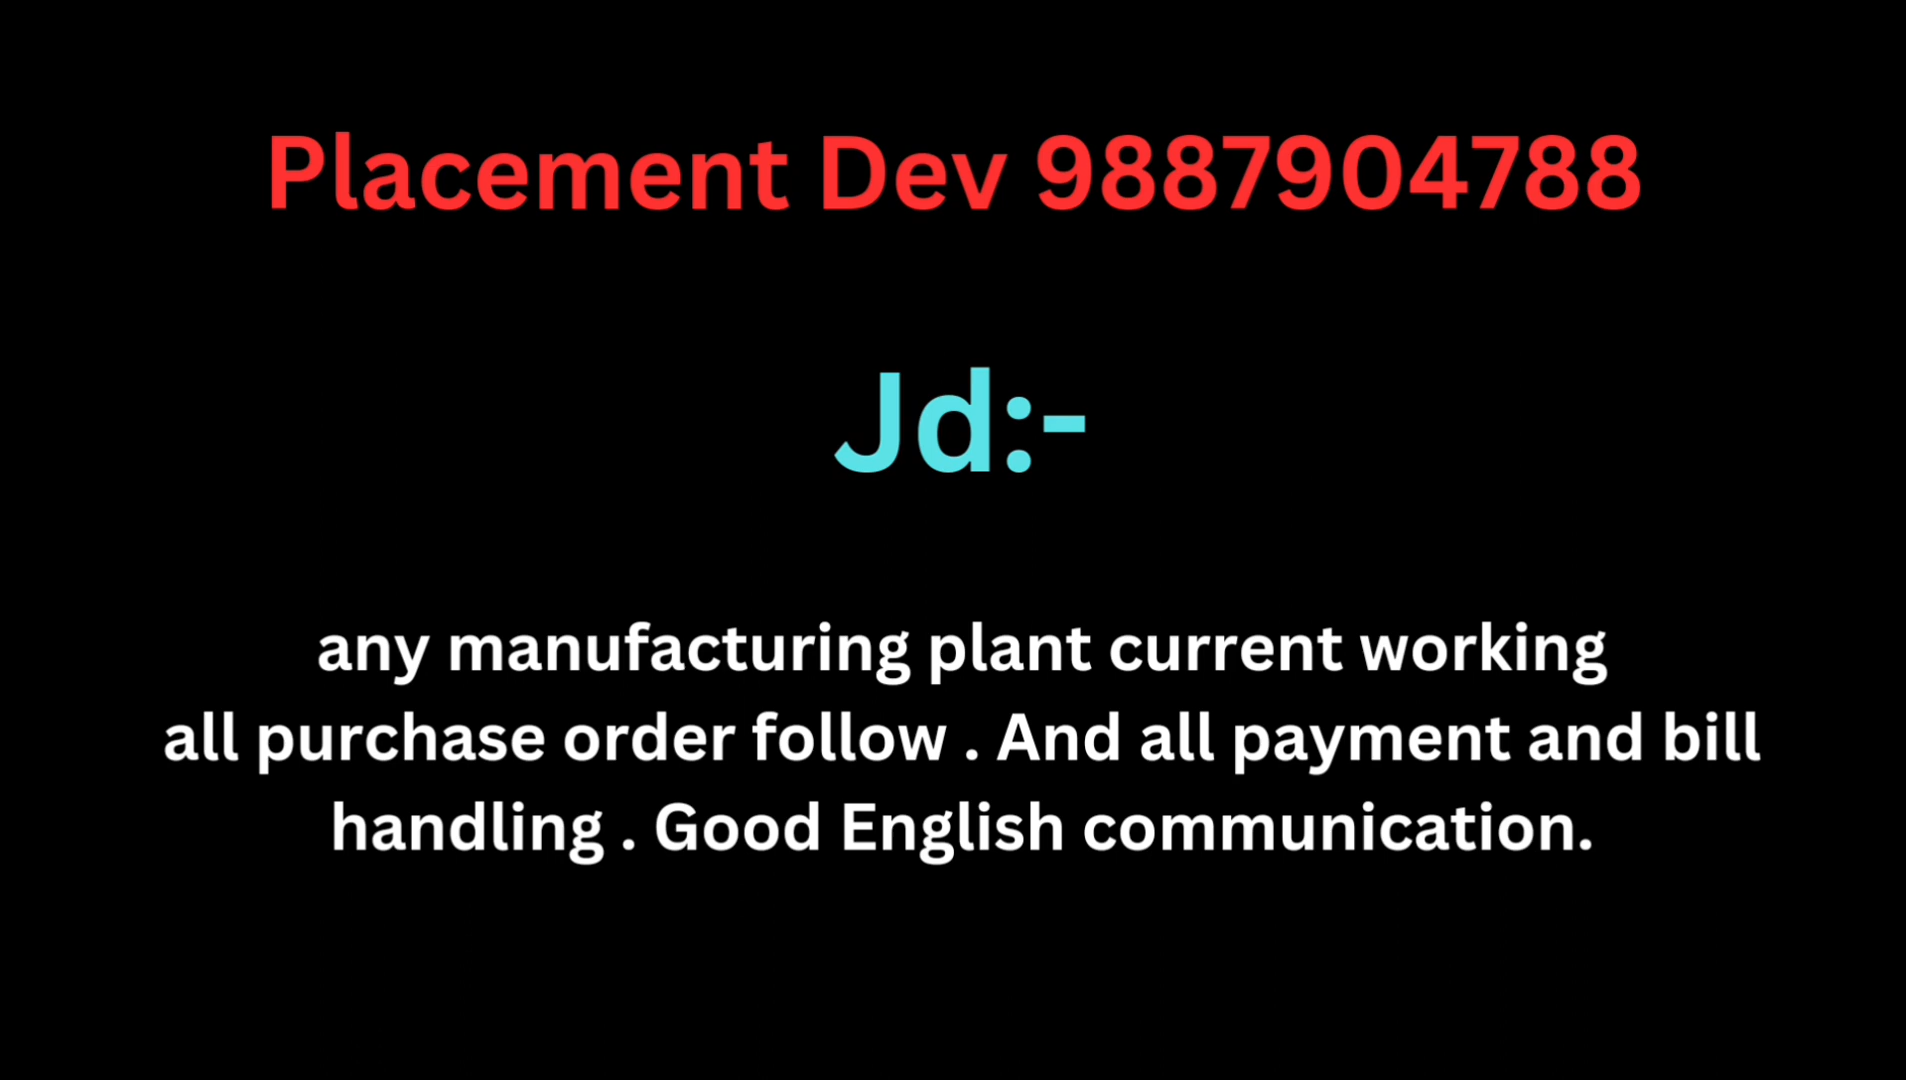 Placement Dev 9887904788
Jd:-
any manufacturing plant current working
all purchase order follow . And all payment and bill
handling . Good English communication.